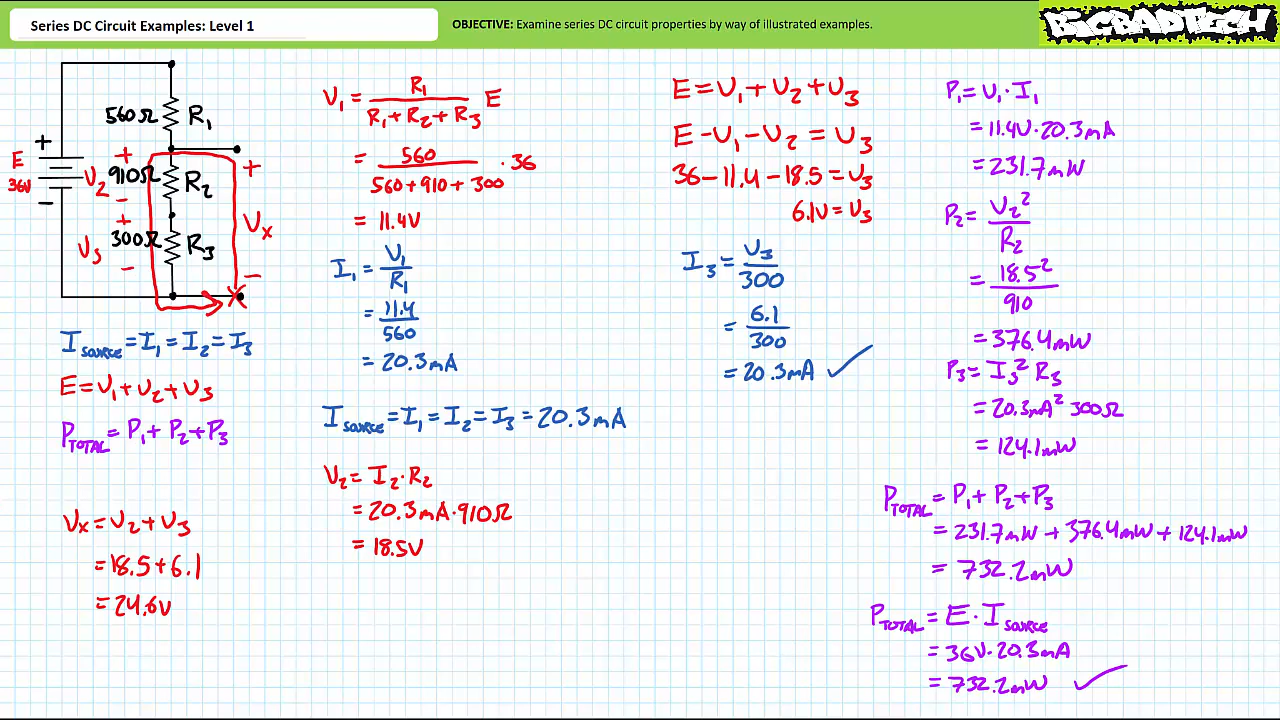 Series DC Circuit Examples: Level 1
OBJECTIVE: Examine series DC circuit properties by way of illustrated examples.
BIGBADTECH
560Ω R₁
E
36V
+
-
+
V₂ 910Ω R₂
-
+
V₃ 300Ω R₃
-
+
Vₓ
-
I SOURCE = I₁ = I₂ = I₃
E = V₁ + V₂ + V₃
P TOTAL = P₁ + P₂ + P₃
Vₓ = V₂ + V₃
= 18.5 + 6.1
= 24.6V
V₁ = R₁ / (R₁ + R₂ + R₃) E
= 560 / (560 + 910 + 300) · 36
= 11.4V
I₁ = V₁ / R₁
= 11.4 / 560
= 20.3mA
I SOURCE = I₁ = I₂ = I₃ = 20.3mA
V₂ = I₂ · R₂
= 20.3mA · 910Ω
= 18.5V
E = V₁ + V₂ + V₃
E - V₁ - V₂ = V₃
36 - 11.4 - 18.5 = V₃
6.1V = V₃
I₃ = V₃ / 300
= 6.1 / 300
= 20.3mA ✓
P₁ = V₁ · I₁
= 11.4V · 20.3mA
= 231.7mW
P₂ = V₂² / R₂
= 18.5² / 910
= 376.4mW
P₃ = I₃² R₃
= 20.3mA² 300Ω
= 124.1mW
P TOTAL = P₁ + P₂ + P₃
= 231.7mW + 376.4mW + 124.1mW
= 732.2mW
P TOTAL = E · I SOURCE
= 36V · 20.3mA
= 732.2mW ✓